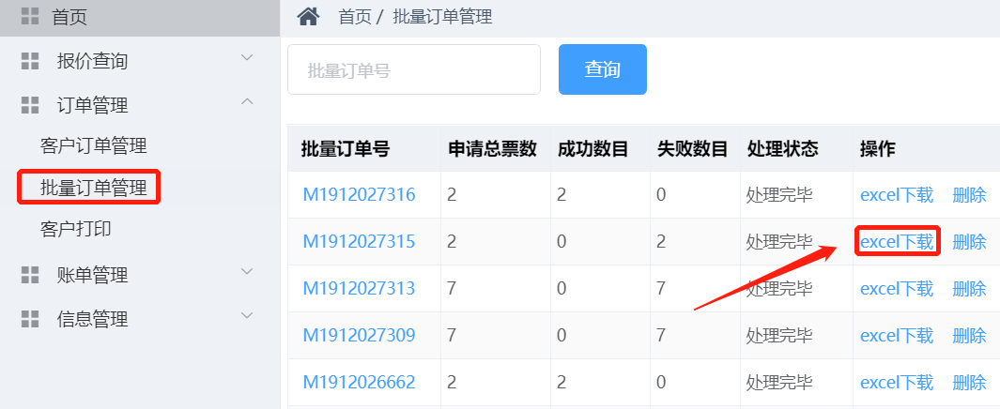 首页
报价查询
订单管理
客户订单管理
批量订单管理
客户打印
账单管理
信息管理
首页 / 批量订单管理
批量订单号
查询
批量订单号 申请总票数 成功数目 失败数目 处理状态 操作
M1912027316 2 2 0 处理完毕 excel下载 删除
M1912027315 2 0 2 处理完毕 excel下载 删除
M1912027313 7 0 7 处理完毕 excel下载 删除
M1912027309 7 0 7 处理完毕 excel下载 删除
M1912026662 2 2 0 处理完毕 excel下载 删除